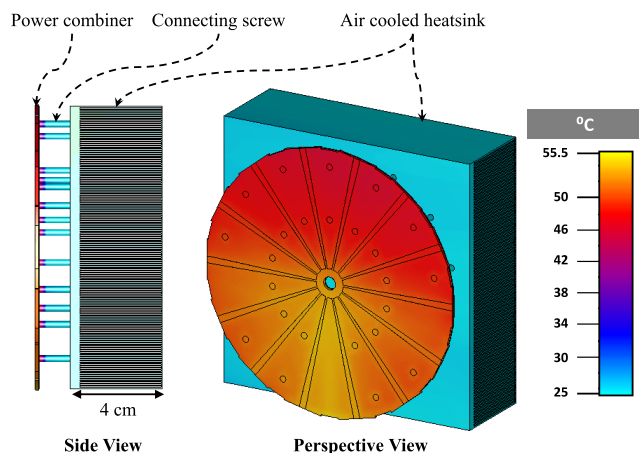 Power combiner
Connecting screw
Air cooled heatsink
⁰C
55.5
50
46
42
38
34
30
25
4 cm
Side View
Perspective View